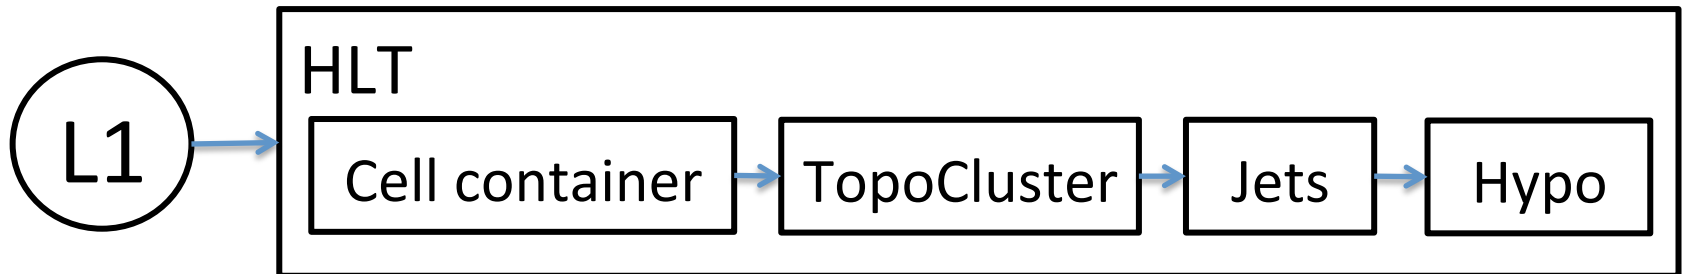 L1
HLT
Cell container
TopoCluster
Jets
Hypo